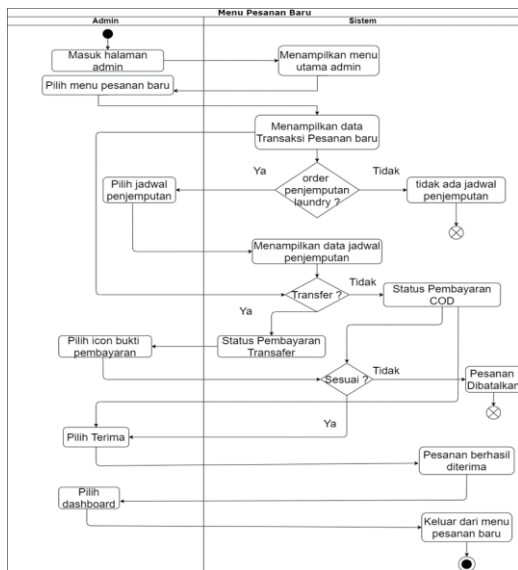 Menu Pesanan Baru
Admin
Sistem
Masuk halaman
admin
Menampilkan menu
utama admin
Pilih menu pesanan baru
Menampilkan data
Transaksi Pesanan baru
Ya
order
penjemputan
laundry ?
Tidak
Pilih jadwal
penjemputan
tidak ada jadwal
penjemputan
Menampilkan data jadwal
penjemputan
Transfer ?
Tidak
Status Pembayaran
COD
Ya
Pilih icon bukti
pembayaran
Status Pembayaran
Transafer
Sesuai ?
Tidak
Pesanan
Dibatalkan
Ya
Pilih Terima
Pesanan berhasil
diterima
Pilih
dashboard
Keluar dari menu
pesanan baru